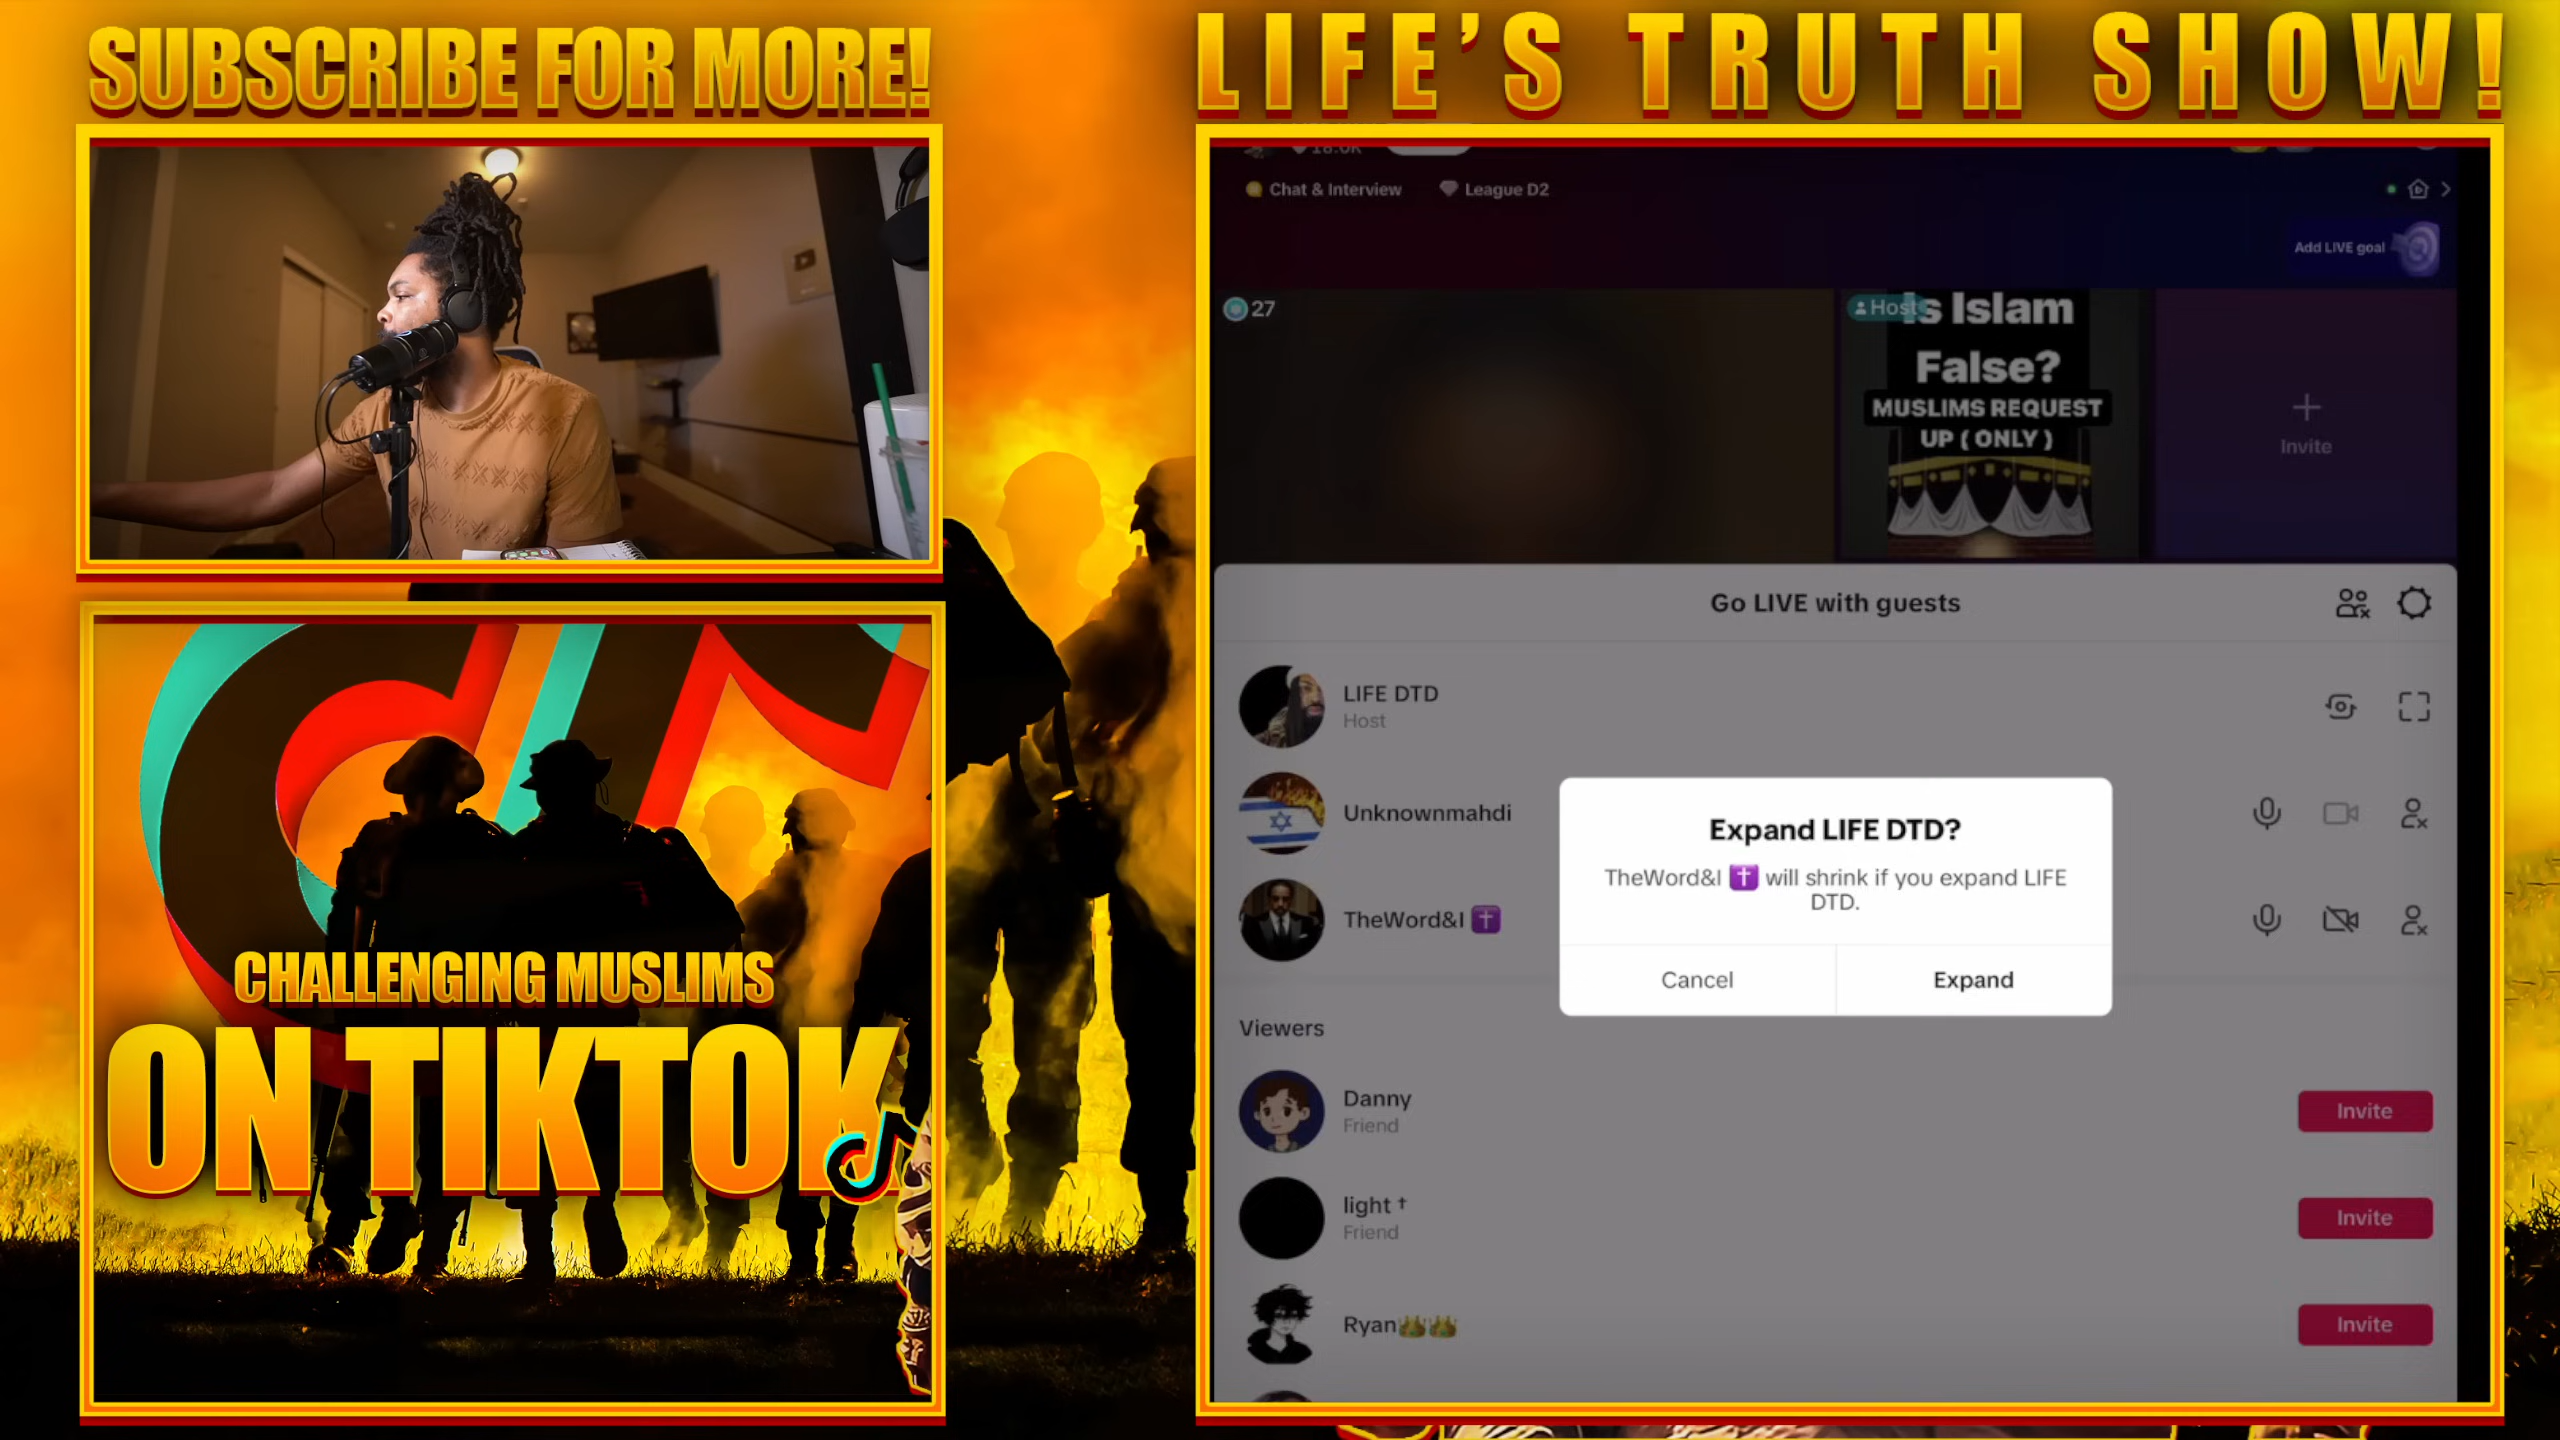 SUBSCRIBE FOR MORE!
LIFE'S TRUTH SHOW!
Chat & Interview
League D2
Add LIVE goal
27
Host
Is Islam
False?
MUSLIMS REQUEST
UP ( ONLY )
Invite
Go LIVE with guests
LIFE DTD
Host
Unknownmahdi
TheWord&I ✝️
Expand LIFE DTD?
TheWord&I ✝️ will shrink if you expand LIFE
DTD.
Cancel
Expand
Viewers
Danny
Friend
Invite
light †
Friend
Invite
Ryan👑👑
Invite
CHALLENGING MUSLIMS
ON TIKTOK